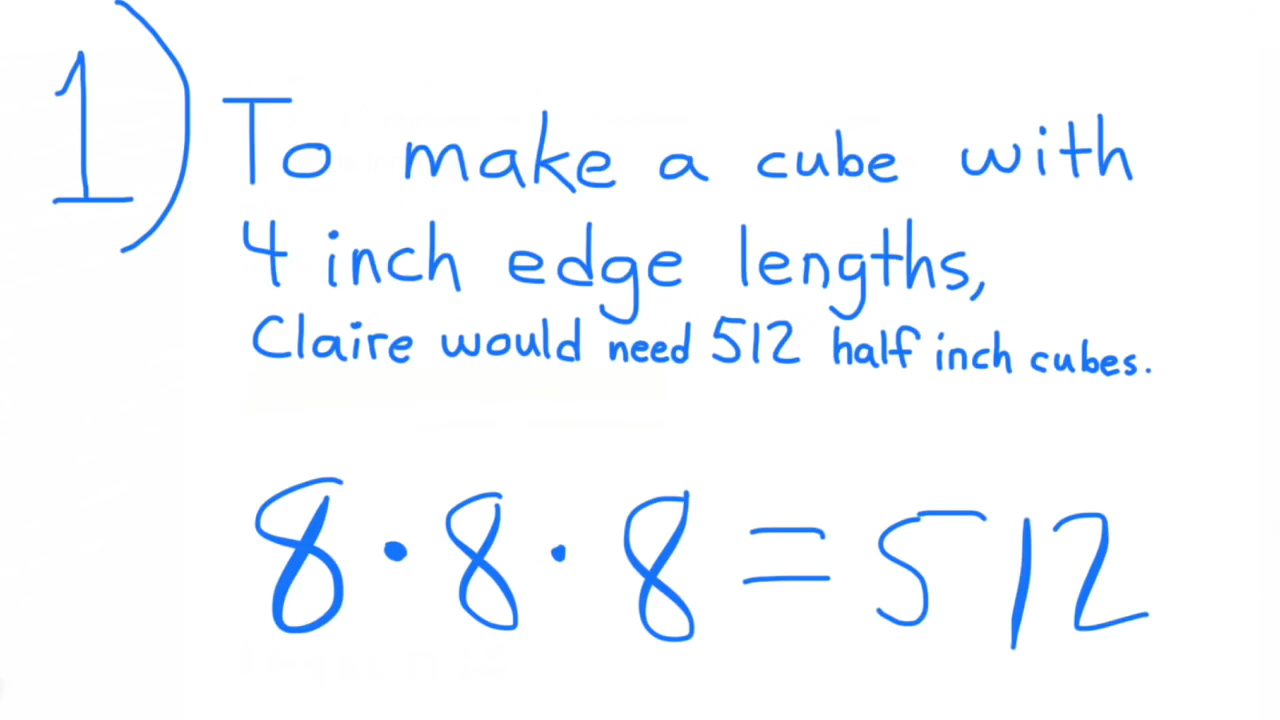 1) To make a cube with
4 inch edge lengths,
Claire would need 512 half inch cubes.
8 · 8 · 8 = 512